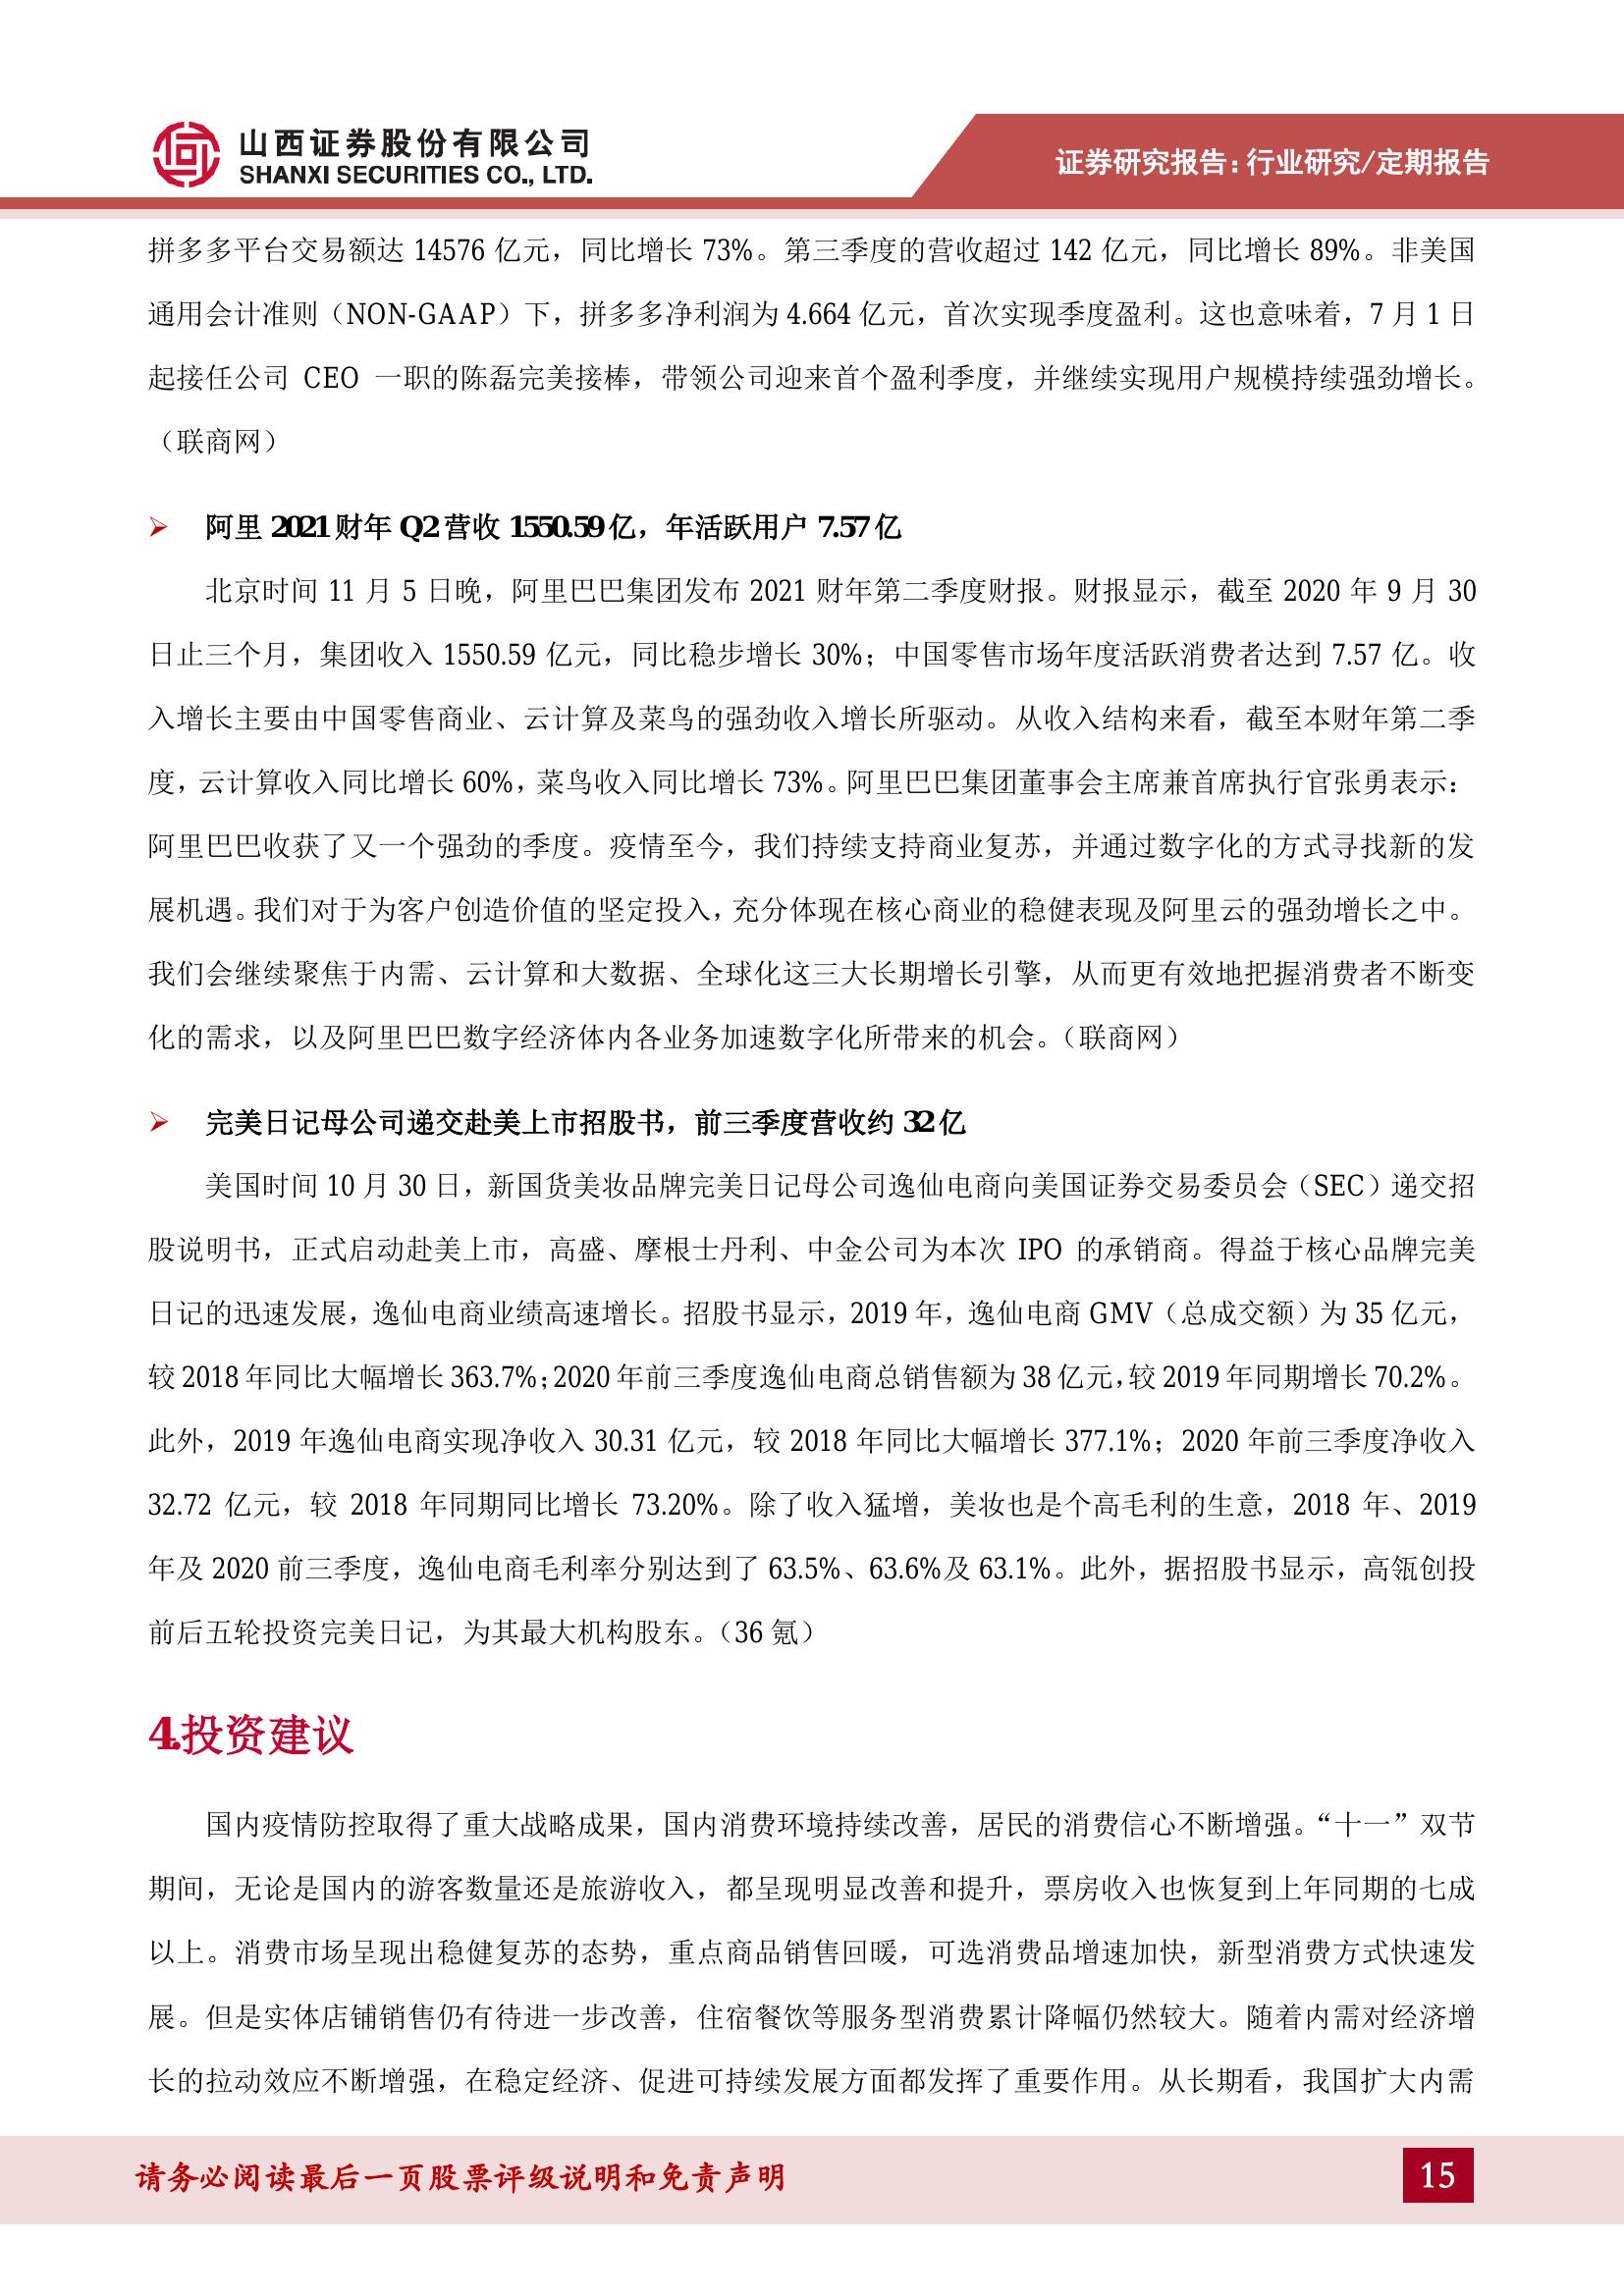 山西证券股份有限公司
SHANXI SECURITIES CO., LTD.
证券研究报告：行业研究/定期报告
拼多多平台交易额达 14576 亿元，同比增长 73%。第三季度的营收超过 142 亿元，同比增长 89%。非美国
通用会计准则（NON-GAAP）下，拼多多净利润为 4.664 亿元，首次实现季度盈利。这也意味着，7 月 1 日
起接任公司 CEO 一职的陈磊完美接棒，带领公司迎来首个盈利季度，并继续实现用户规模持续强劲增长。
（联商网）
➢ 阿里 2021 财年 Q2 营收 1550.59 亿，年活跃用户 7.57 亿
北京时间 11 月 5 日晚，阿里巴巴集团发布 2021 财年第二季度财报。财报显示，截至 2020 年 9 月 30
日止三个月，集团收入 1550.59 亿元，同比稳步增长 30%；中国零售市场年度活跃消费者达到 7.57 亿。收
入增长主要由中国零售商业、云计算及菜鸟的强劲收入增长所驱动。从收入结构来看，截至本财年第二季
度，云计算收入同比增长 60%，菜鸟收入同比增长 73%。阿里巴巴集团董事会主席兼首席执行官张勇表示：
阿里巴巴收获了又一个强劲的季度。疫情至今，我们持续支持商业复苏，并通过数字化的方式寻找新的发
展机遇。我们对于为客户创造价值的坚定投入，充分体现在核心商业的稳健表现及阿里云的强劲增长之中。
我们会继续聚焦于内需、云计算和大数据、全球化这三大长期增长引擎，从而更有效地把握消费者不断变
化的需求，以及阿里巴巴数字经济体内各业务加速数字化所带来的机会。（联商网）
➢ 完美日记母公司递交赴美上市招股书，前三季度营收约 32 亿
美国时间 10 月 30 日，新国货美妆品牌完美日记母公司逸仙电商向美国证券交易委员会（SEC）递交招
股说明书，正式启动赴美上市，高盛、摩根士丹利、中金公司为本次 IPO 的承销商。得益于核心品牌完美
日记的迅速发展，逸仙电商业绩高速增长。招股书显示，2019 年，逸仙电商 GMV（总成交额）为 35 亿元，
较 2018 年同比大幅增长 363.7%；2020 年前三季度逸仙电商总销售额为 38 亿元，较 2019 年同期增长 70.2%。
此外，2019 年逸仙电商实现净收入 30.31 亿元，较 2018 年同比大幅增长 377.1%；2020 年前三季度净收入
32.72 亿元，较 2018 年同期同比增长 73.20%。除了收入猛增，美妆也是个高毛利的生意，2018 年、2019
年及 2020 前三季度，逸仙电商毛利率分别达到了 63.5%、63.6%及 63.1%。此外，据招股书显示，高瓴创投
前后五轮投资完美日记，为其最大机构股东。（36 氪）
4.投资建议
国内疫情防控取得了重大战略成果，国内消费环境持续改善，居民的消费信心不断增强。“十一”双节
期间，无论是国内的游客数量还是旅游收入，都呈现明显改善和提升，票房收入也恢复到上年同期的七成
以上。消费市场呈现出稳健复苏的态势，重点商品销售回暖，可选消费品增速加快，新型消费方式快速发
展。但是实体店铺销售仍有待进一步改善，住宿餐饮等服务型消费累计降幅仍然较大。随着内需对经济增
长的拉动效应不断增强，在稳定经济、促进可持续发展方面都发挥了重要作用。从长期看，我国扩大内需
请务必阅读最后一页股票评级说明和免责声明
15